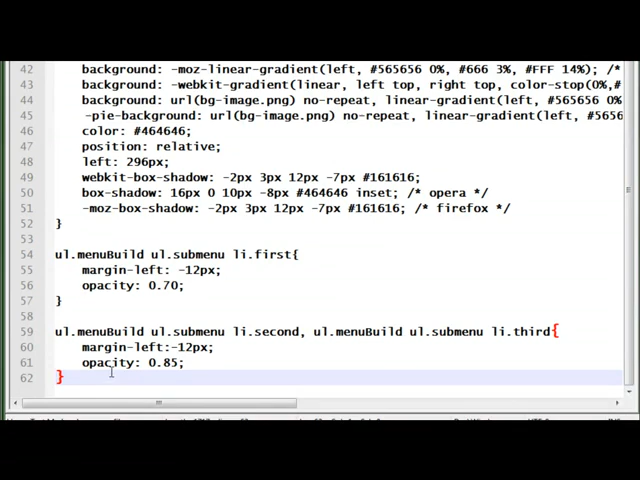 42 background: -moz-linear-gradient(left, #565656 0%, #666 3%, #FFF 14%); /*
43 background: -webkit-gradient(linear, left top, right top, color-stop(0%,#
44 background: url(bg-image.png) no-repeat, linear-gradient(left, #565656 0%
45 -pie-background: url(bg-image.png) no-repeat, linear-gradient(left, #5656
46 color: #464646;
47 position: relative;
48 left: 296px;
49 webkit-box-shadow: -2px 3px 12px -7px #161616;
50 box-shadow: 16px 0 10px -8px #464646 inset; /* opera */
51 -moz-box-shadow: -2px 3px 12px -7px #161616; /* firefox */
52 }
53
54 ul.menuBuild ul.submenu li.first{
55 margin-left: -12px;
56 opacity: 0.70;
57 }
58
59 ul.menuBuild ul.submenu li.second, ul.menuBuild ul.submenu li.third{
60 margin-left:-12px;
61 opacity: 0.85;
62 }